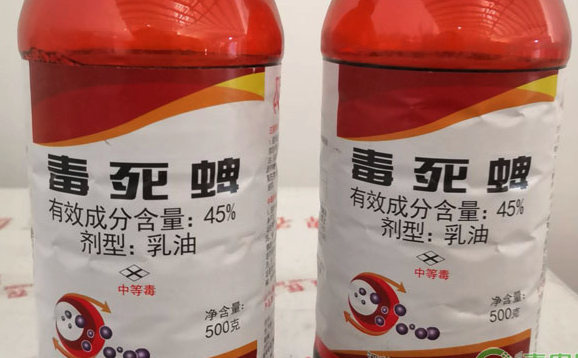 毒死蜱
有效成分含量：45%
剂型：乳油
中等毒
净含量：
500克
毒死蜱
有效成分含量：45%
剂型：乳油
中等毒
净含量：
500克